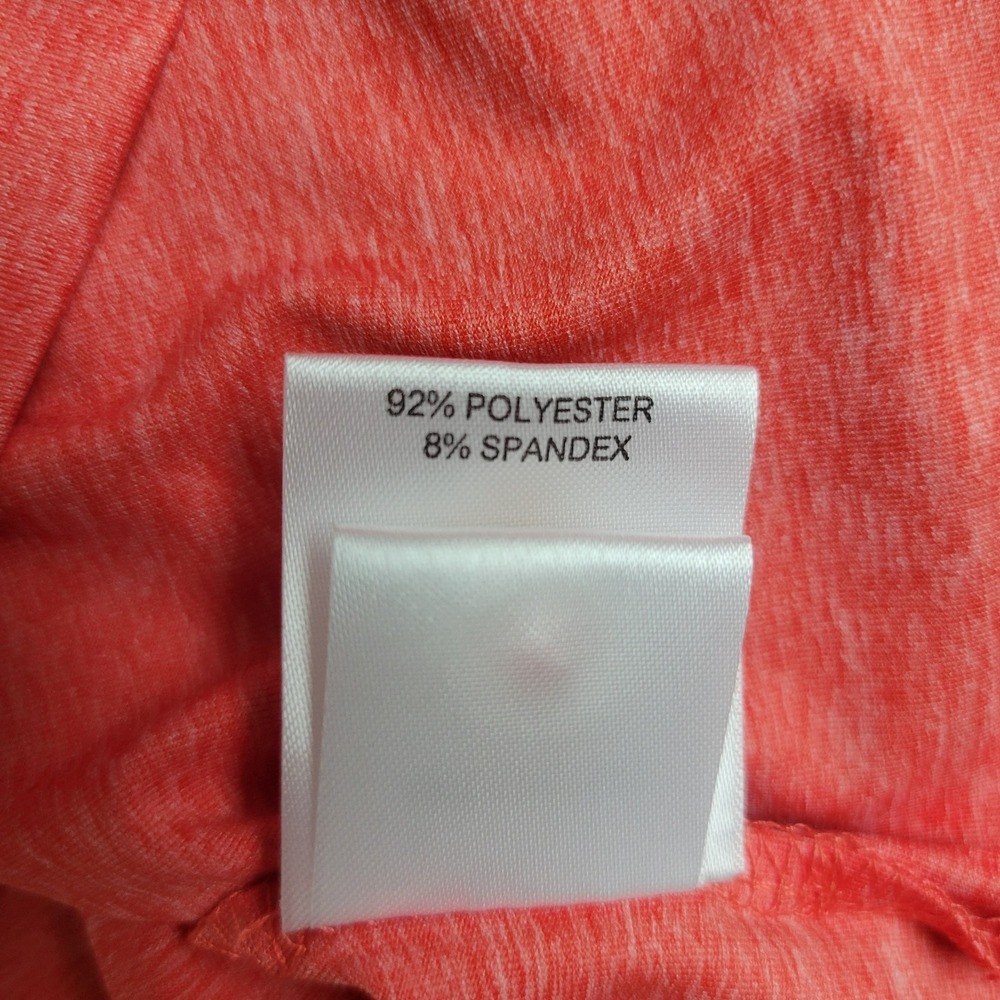 92% POLYESTER
8% SPANDEX